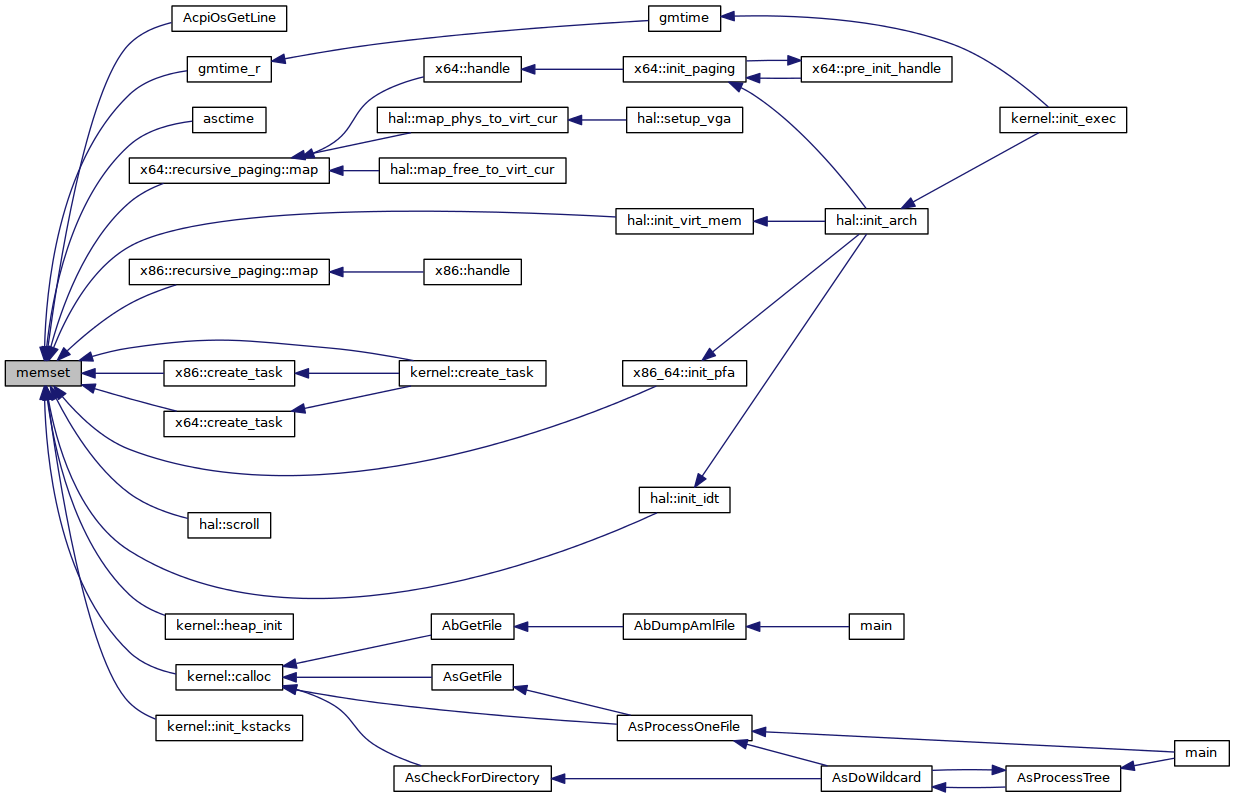 AcpiOsGetLine
gmtime
gmtime_r
x64::handle
x64::init_paging
x64::pre_init_handle
asctime
hal::map_phys_to_virt_cur
hal::setup_vga
kernel::init_exec
x64::recursive_paging::map
hal::map_free_to_virt_cur
hal::init_virt_mem
hal::init_arch
x86::recursive_paging::map
x86::handle
memset
x86::create_task
kernel::create_task
x86_64::init_pfa
x64::create_task
hal::init_idt
hal::scroll
kernel::heap_init
AbGetFile
AbDumpAmlFile
main
kernel::calloc
AsGetFile
kernel::init_kstacks
AsProcessOneFile
main
AsCheckForDirectory
AsDoWildcard
AsProcessTree